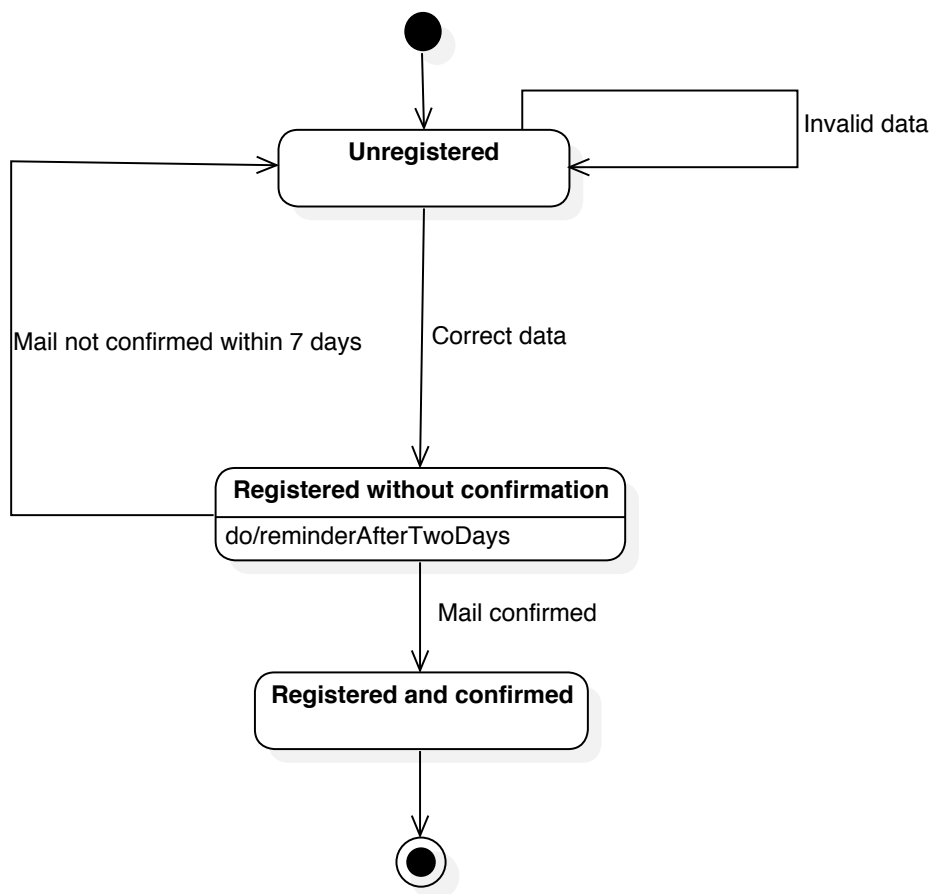 Invalid data
Unregistered
Mail not confirmed within 7 days
Correct data
Registered without confirmation
do/reminderAfterTwoDays
Mail confirmed
Registered and confirmed